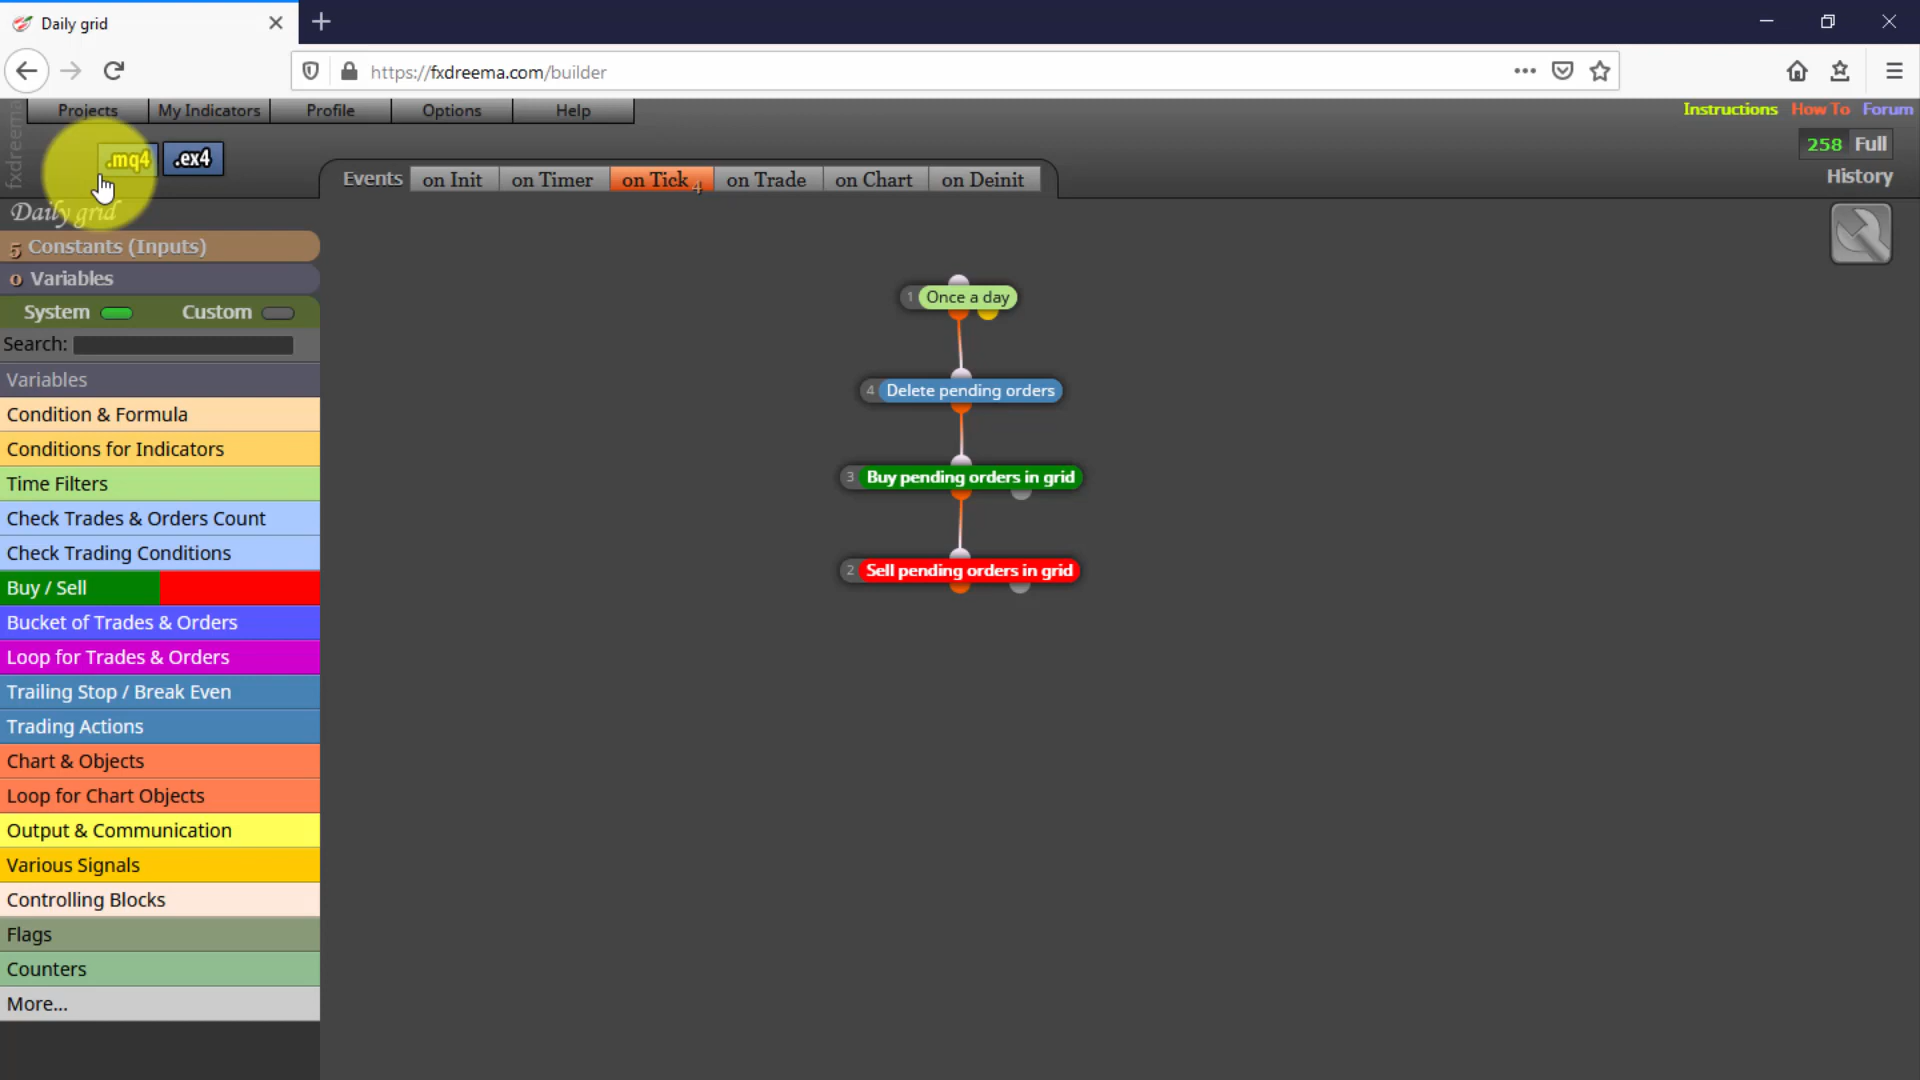 Daily grid
https://fxdreema.com/builder
fxdreema
Projects
My Indicators
Profile
Options
Help
Instructions
How To
Forum
.mq4
.ex4
258 Full
History
Events
on Init
on Timer
on Tick 4
on Trade
on Chart
on Deinit
Daily grid
5 Constants (Inputs)
0 Variables
System
Custom
Search:
Variables
Condition & Formula
Conditions for Indicators
Time Filters
Check Trades & Orders Count
Check Trading Conditions
Buy / Sell
Bucket of Trades & Orders
Loop for Trades & Orders
Trailing Stop / Break Even
Trading Actions
Chart & Objects
Loop for Chart Objects
Output & Communication
Various Signals
Controlling Blocks
Flags
Counters
More...
1 Once a day
4 Delete pending orders
3 Buy pending orders in grid
2 Sell pending orders in grid